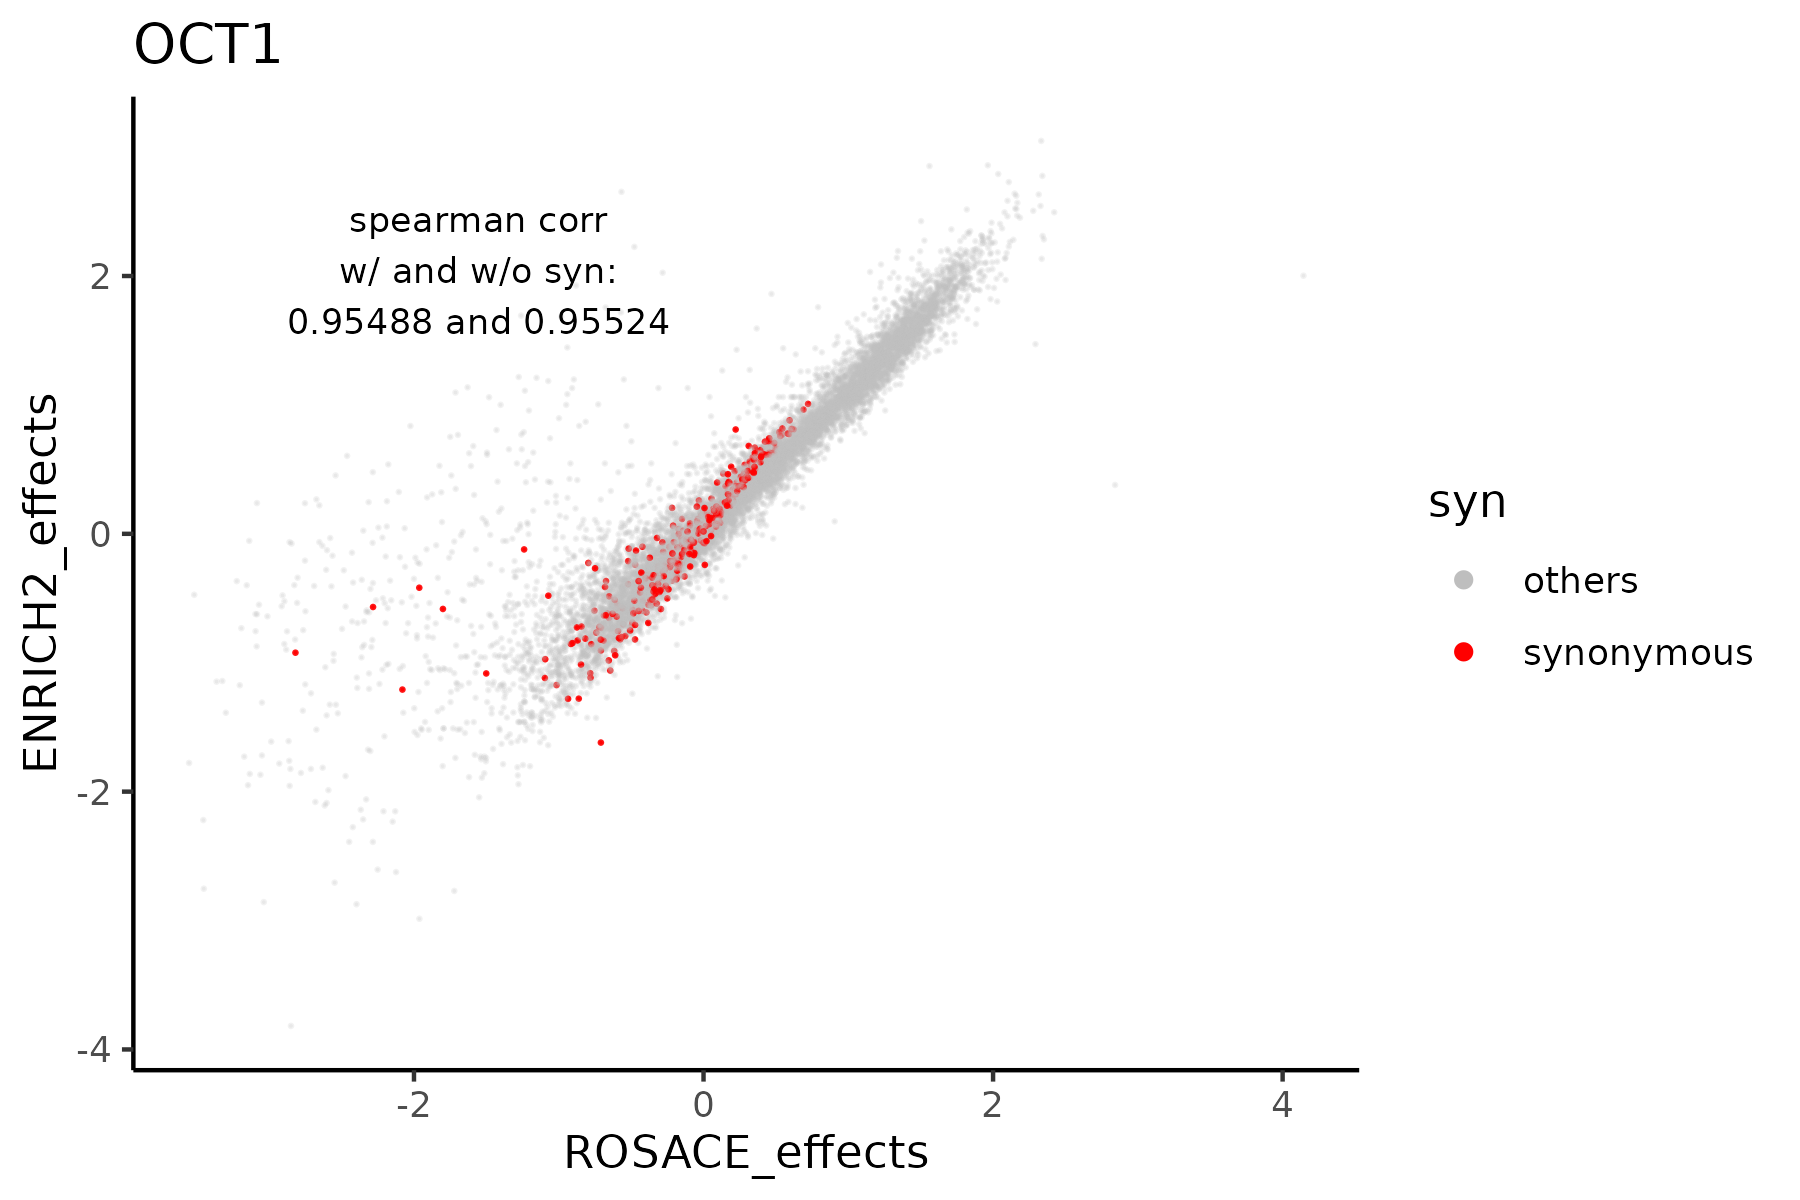 OCT1
spearman corr
w/ and w/o syn:
0.95488 and 0.95524
ENRICH2_effects
2
0
-2
-4
-2
0
2
4
ROSACE_effects
syn
others
synonymous